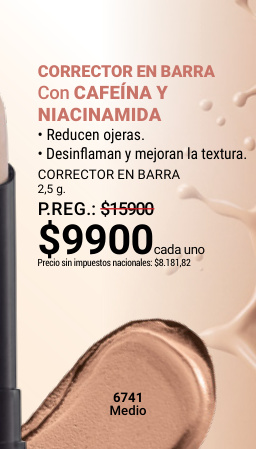 CORRECTOR EN BARRA
Con CAFEÍNA Y
NIACINAMIDA
• Reducen ojeras.
• Desinflaman y mejoran la textura.
CORRECTOR EN BARRA
2,5 g.
P.REG.: $15900
$9900 cada uno
Precio sin impuestos nacionales: $8.181,82
6741
Medio